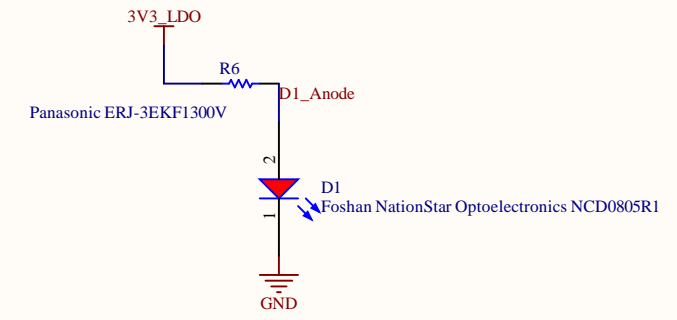 3V3_LDO
R6
D1_Anode
Panasonic ERJ-3EKF1300V
2
D1
Foshan NationStar Optoelectronics NCD0805R1
1
GND